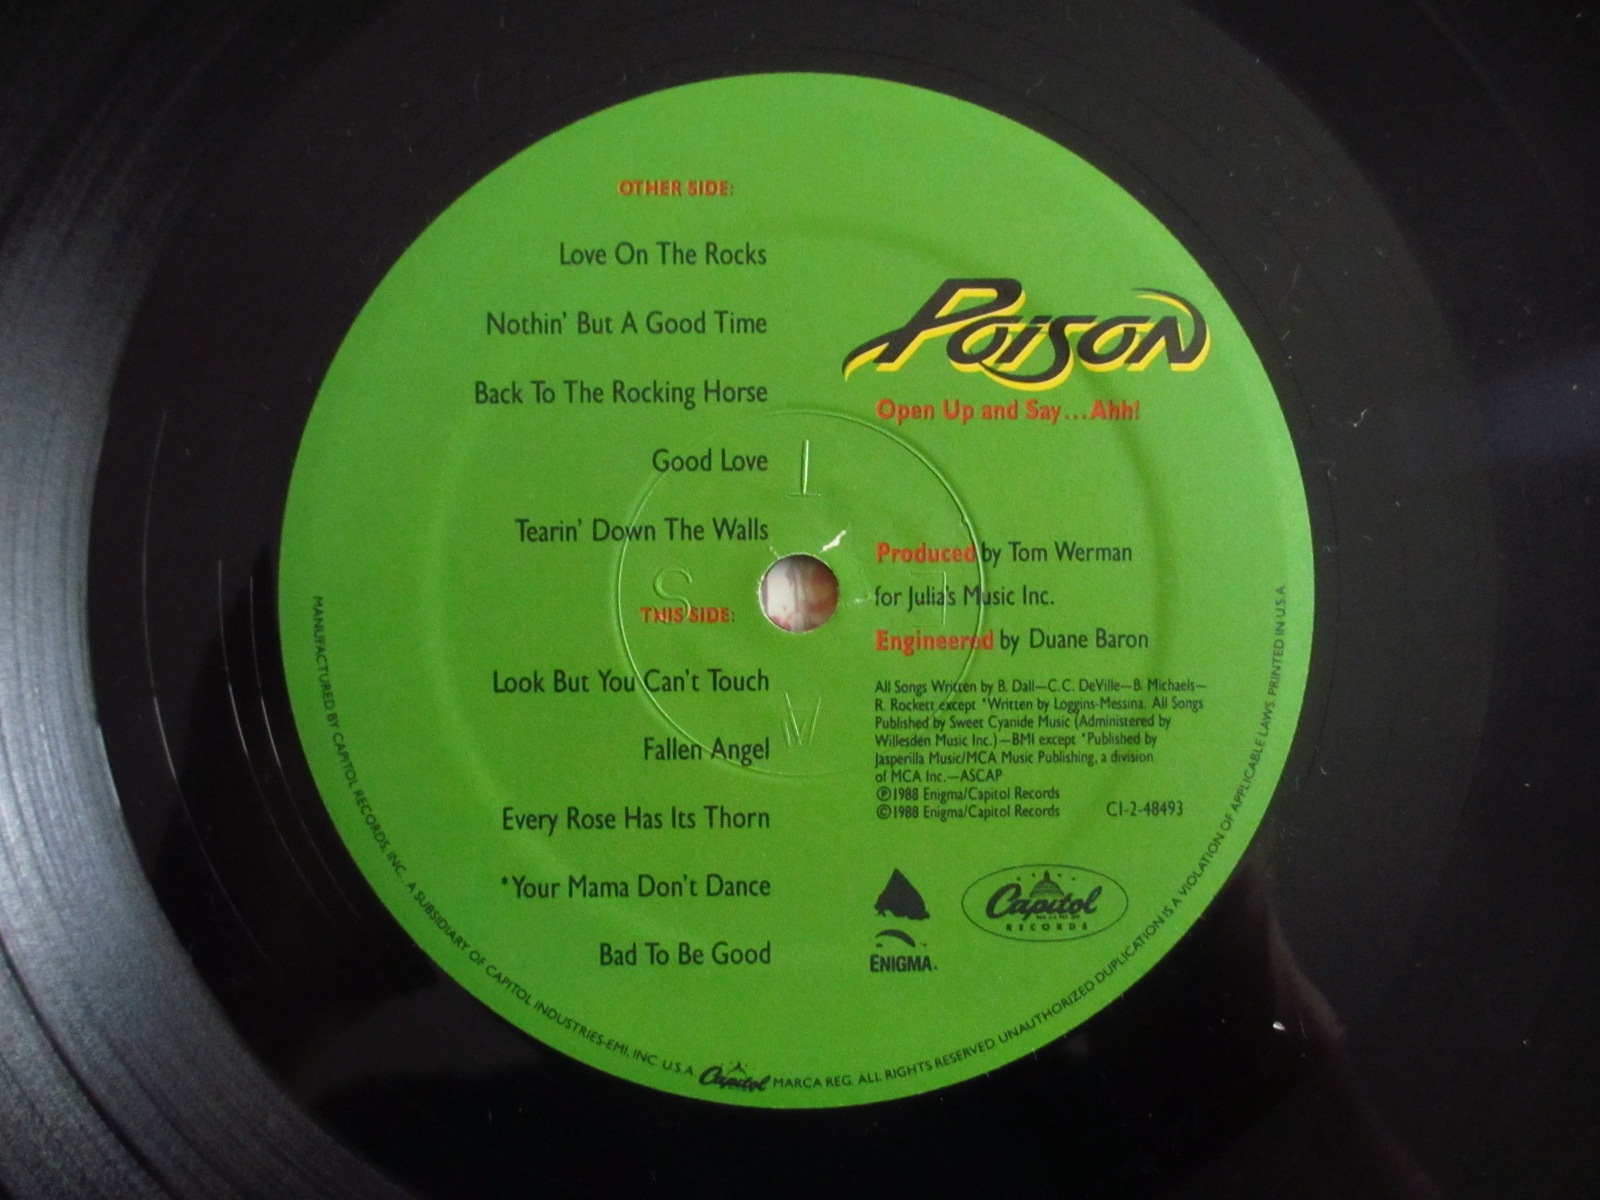 OTHER SIDE:
Love On The Rocks
Nothin' But A Good Time
Back To The Rocking Horse
Good Love
Tearin' Down The Walls
THIS SIDE:
Look But You Can't Touch
Fallen Angel
Every Rose Has Its Thorn
*Your Mama Don't Dance
Bad To Be Good
POISON
Open Up and Say...Ahh!
Produced by Tom Werman
for Julia's Music Inc.
Engineered by Duane Baron
All Songs Written by B. Dall—C.C. DeVille—B. Michaels—
R. Rockett except *Written by Loggins-Messina. All Songs
Published by Sweet Cyanide Music (Administered by
Willesden Music Inc.)—BMI except *Published by
Jasperilla Music/MCA Music Publishing, a division
of MCA Inc.—ASCAP
℗1988 Enigma/Capitol Records
©1988 Enigma/Capitol Records C1-2-48493
ENIGMA.™
Capitol
RECORDS
MANUFACTURED BY CAPITOL RECORDS, INC. A SUBSIDIARY OF CAPITOL INDUSTRIES-EMI, INC. U.S.A. Capitol MARCA REG. ALL RIGHTS RESERVED. UNAUTHORIZED DUPLICATION IS A VIOLATION OF APPLICABLE LAWS. PRINTED IN U.S.A.